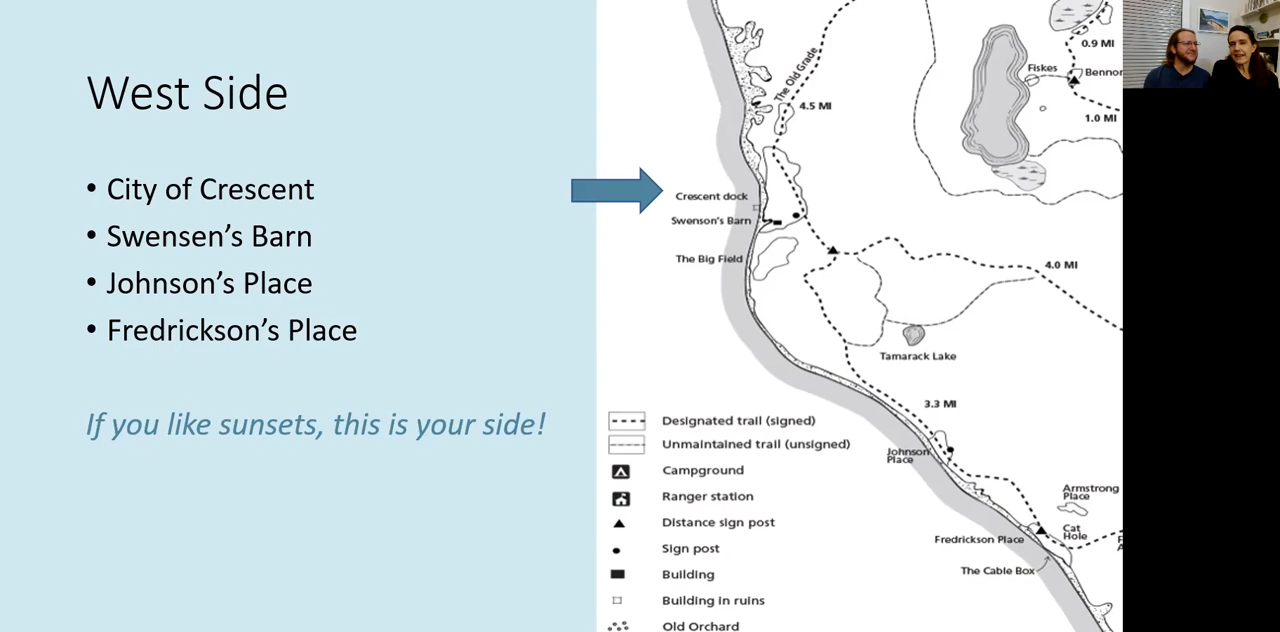 West Side
• City of Crescent
• Swensen's Barn
• Johnson's Place
• Fredrickson's Place
If you like sunsets, this is your side!
The Old Grade
4.5 MI
0.9 MI
Fiskes
1.0 MI
Crescent dock
Swenson's Barn
The Big Field
4.0 MI
Tamarack Lake
3.3 MI
Johnson
Place
Armstrong
Place
Cat
Hole
Fredrickson Place
The Cable Box
Designated trail (signed)
Unmaintained trail (unsigned)
Campground
Ranger station
Distance sign post
Sign post
Building
Building in ruins
Old Orchard